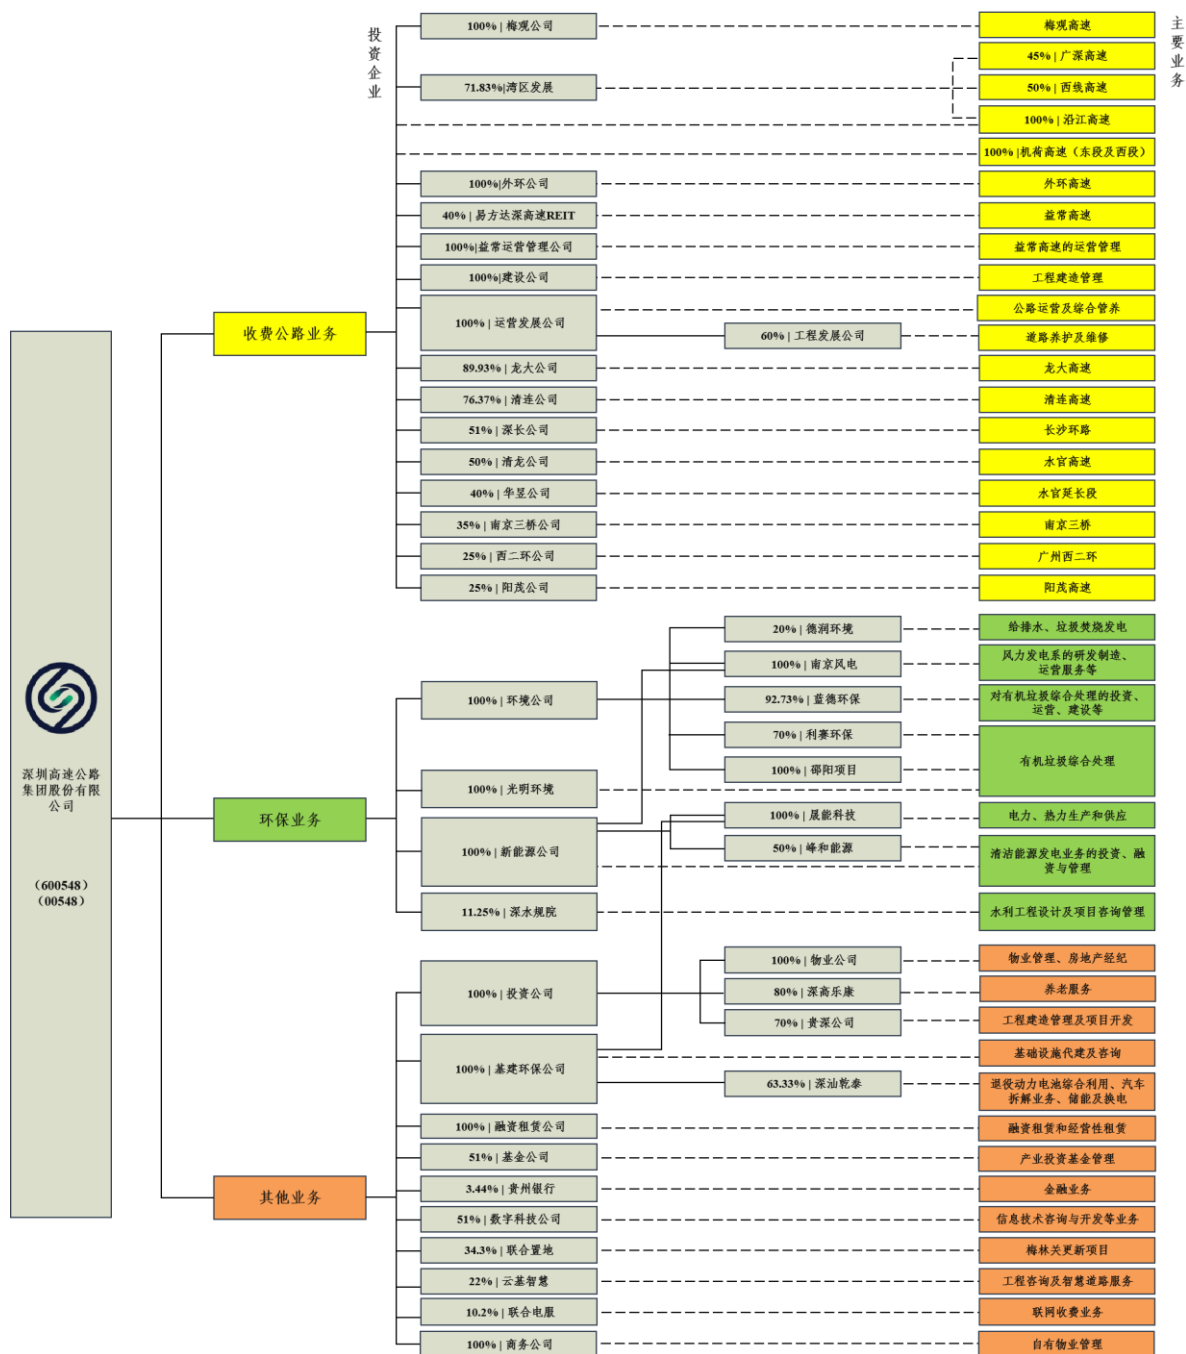 投资企业
主要业务
100% | 梅观公司
梅观高速
45% | 广深高速
71.83%|湾区发展
50% | 西线高速
100% | 沿江高速
100% |机荷高速（东段及西段）
100%|外环公司
外环高速
40% | 易方达深高速REIT
益常高速
100%|益常运营管理公司
益常高速的运营管理
100%|建设公司
工程建造管理
收费公路业务
100% | 运营发展公司
公路运营及综合管养
60% | 工程发展公司
道路养护及维修
89.93% | 龙大公司
龙大高速
76.37% | 清连公司
清连高速
51% | 深长公司
长沙环路
50% | 清龙公司
水官高速
40% | 华昱公司
水官延长段
35% | 南京三桥公司
南京三桥
25% | 西二环公司
广州西二环
25% | 阳茂公司
阳茂高速
深圳高速公路
集团股份有限
公司
（600548）
（00548）
环保业务
100% | 环境公司
20% | 德润环境
给排水、垃圾焚烧发电
100% | 南京风电
风力发电系的研发制造、
运营服务等
92.73% | 蓝德环保
对有机垃圾综合处理的投资、
运营、建设等
70% | 利赛环保
100% | 邵阳项目
有机垃圾综合处理
100% | 光明环境
100% | 新能源公司
100% | 晟能科技
电力、热力生产和供应
50% | 峰和能源
清洁能源发电业务的投资、融
资与管理
11.25% | 深水规院
水利工程设计及项目咨询管理
其他业务
100% | 投资公司
100% | 物业公司
物业管理、房地产经纪
80% | 深高乐康
养老服务
70% | 贵深公司
工程建造管理及项目开发
100% | 基建环保公司
基础设施代建及咨询
63.33% | 深汕乾泰
退役动力电池综合利用、汽车
拆解业务、储能及换电
100% | 融资租赁公司
融资租赁和经营性租赁
51% | 基金公司
产业投资基金管理
3.44% | 贵州银行
金融业务
51% | 数字科技公司
信息技术咨询与开发等业务
34.3% | 联合置地
梅林关更新项目
22% | 云基智慧
工程咨询及智慧道路服务
10.2% | 联合电服
联网收费业务
100% | 商务公司
自有物业管理